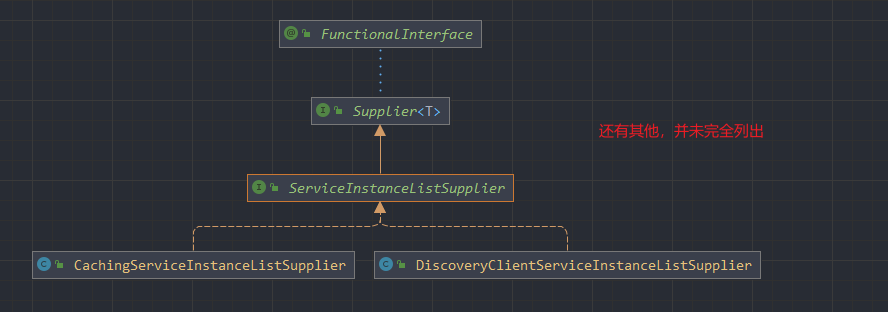 FunctionalInterface
Supplier<T>
还有其他，并未完全列出
ServiceInstanceListSupplier
CachingServiceInstanceListSupplier
DiscoveryClientServiceInstanceListSupplier